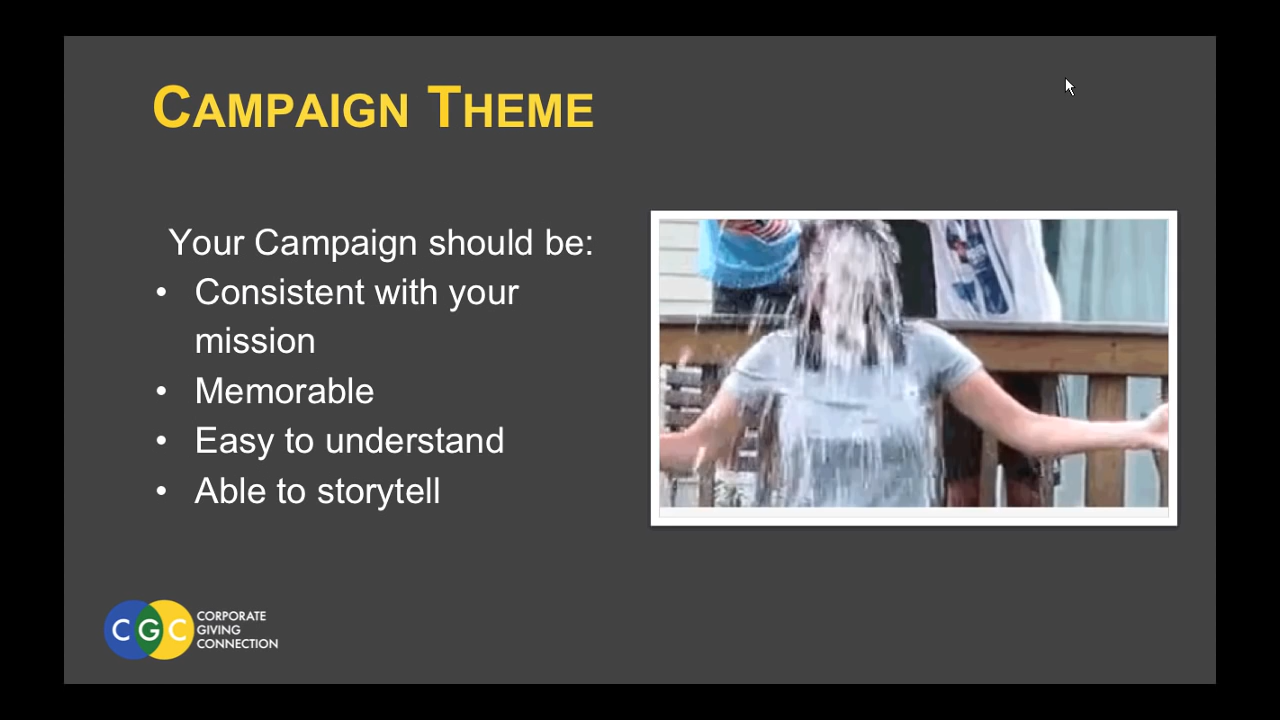 CAMPAIGN THEME
Your Campaign should be:
• Consistent with your
mission
• Memorable
• Easy to understand
• Able to storytell
CGC
CORPORATE
GIVING
CONNECTION